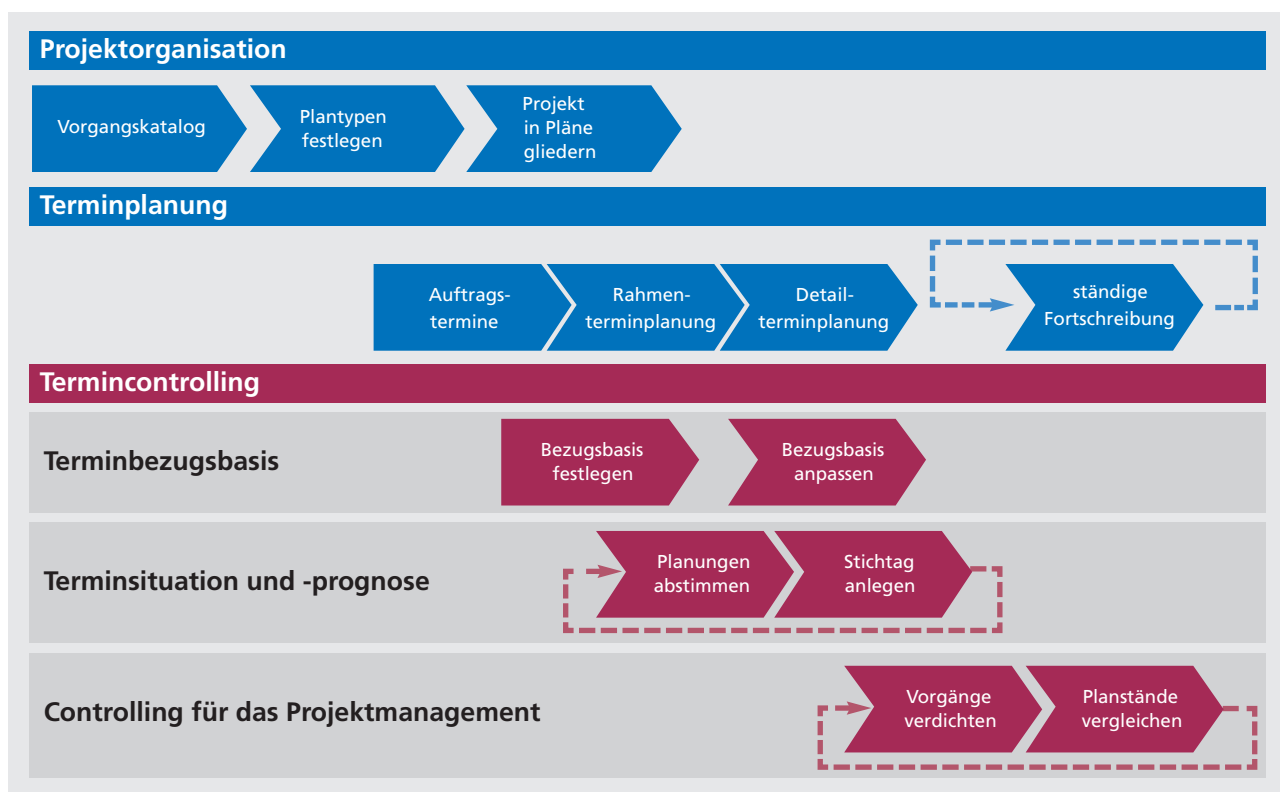 Projektorganisation
Vorgangskatalog
Plantypen
festlegen
Projekt
in Pläne
gliedern
Terminplanung
Auftrags-
termine
Rahmen-
terminplanung
Detail-
terminplanung
ständige
Fortschreibung
Termincontrolling
Terminbezugsbasis
Bezugsbasis
festlegen
Bezugsbasis
anpassen
Terminsituation und -prognose
Planungen
abstimmen
Stichtag
anlegen
Controlling für das Projektmanagement
Vorgänge
verdichten
Planstände
vergleichen